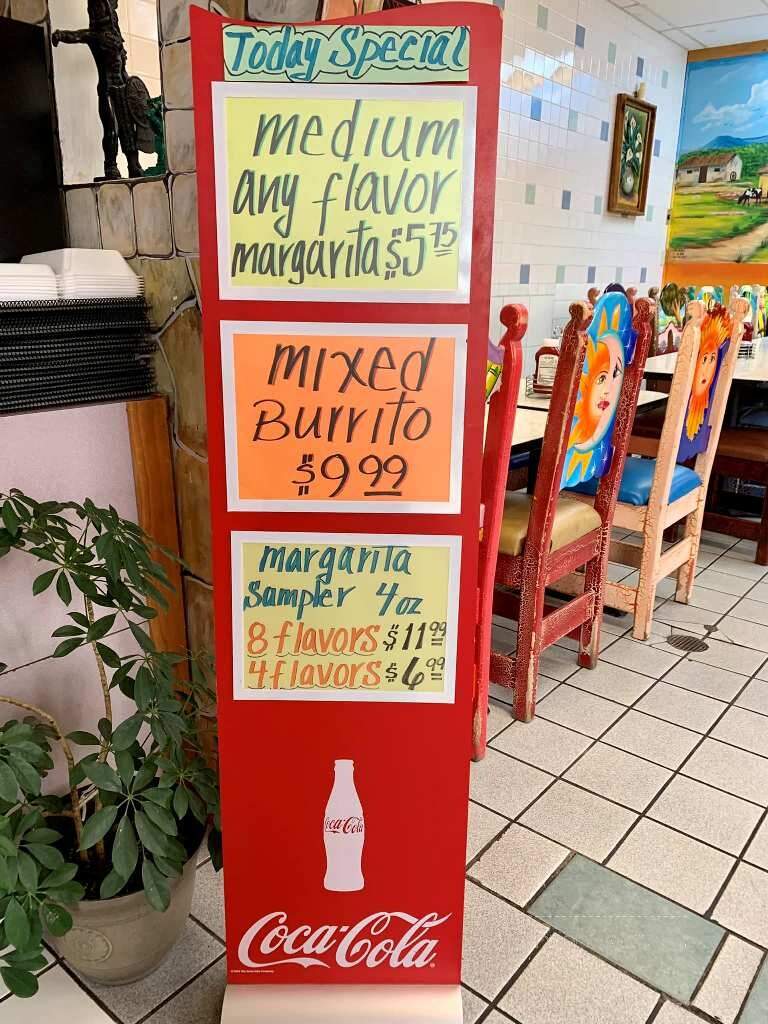 Today Special
medium
any flavor
margarita $5.75
mixed
Burrito
$9.99
margarita
Sampler 4oz
8 flavors $11.99
4 flavors $6.99
Coca-Cola
Coca-Cola